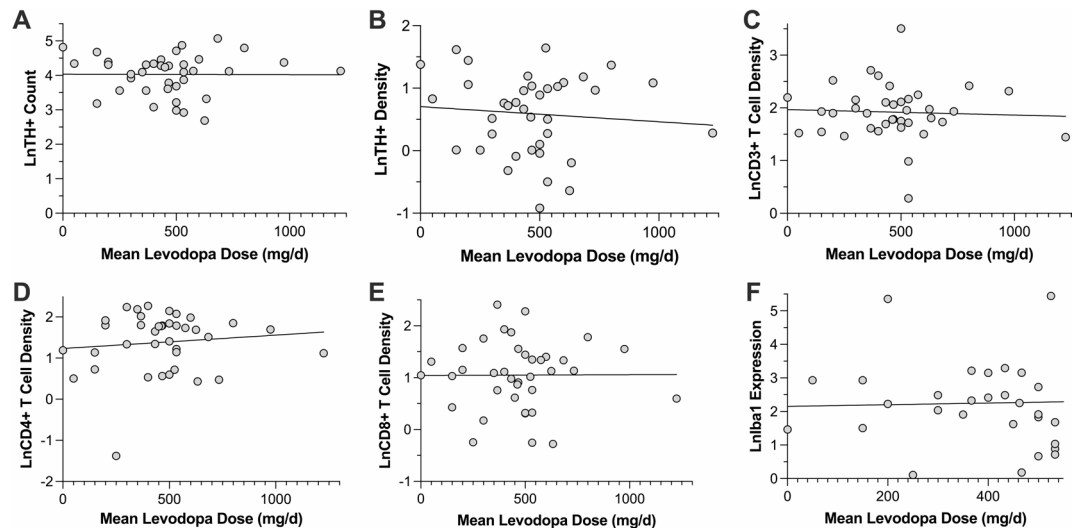 A
LnTH+ Count
5
4
3
2
1
0
0 500 1000
Mean Levodopa Dose (mg/d)
B
LnTH+ Density
2
1
0
-1
0 500 1000
Mean Levodopa Dose (mg/d)
C
LnCD3+ T Cell Density
3
2
1
0
0 500 1000
Mean Levodopa Dose (mg/d)
D
LnCD4+ T Cell Density
2
1
0
-1
-2
0 500 1000
Mean Levodopa Dose (mg/d)
E
LnCD8+ T Cell Density
2
1
0
-1
0 500 1000
Mean Levodopa Dose (mg/d)
F
LnIba1 Expression
5
4
3
2
1
0
0 200 400
Mean Levodopa Dose (mg/d)